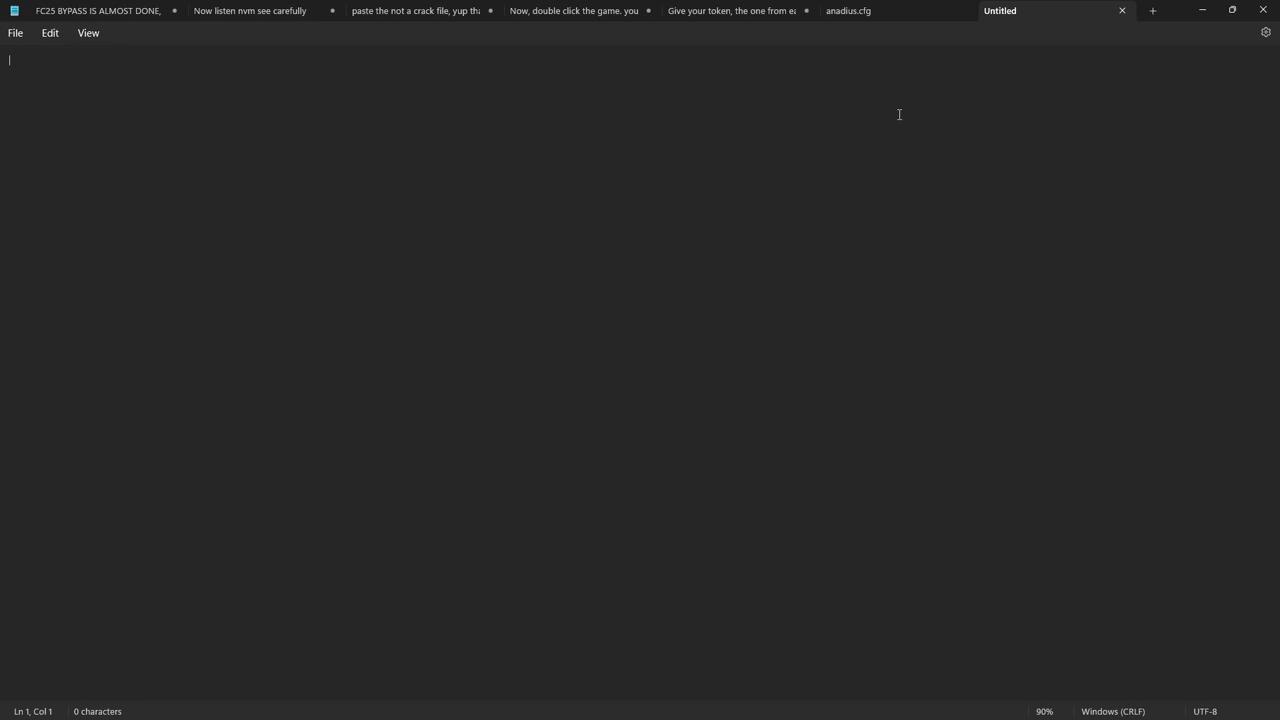 FC25 BYPASS IS ALMOST DONE,
Now listen nvm see carefully
paste the not a crack file, yup tha
Now, double click the game. you
Give your token, the one from ea
anadius.cfg
Untitled
File
Edit
View
Ln 1, Col 1
0 characters
90%
Windows (CRLF)
UTF-8